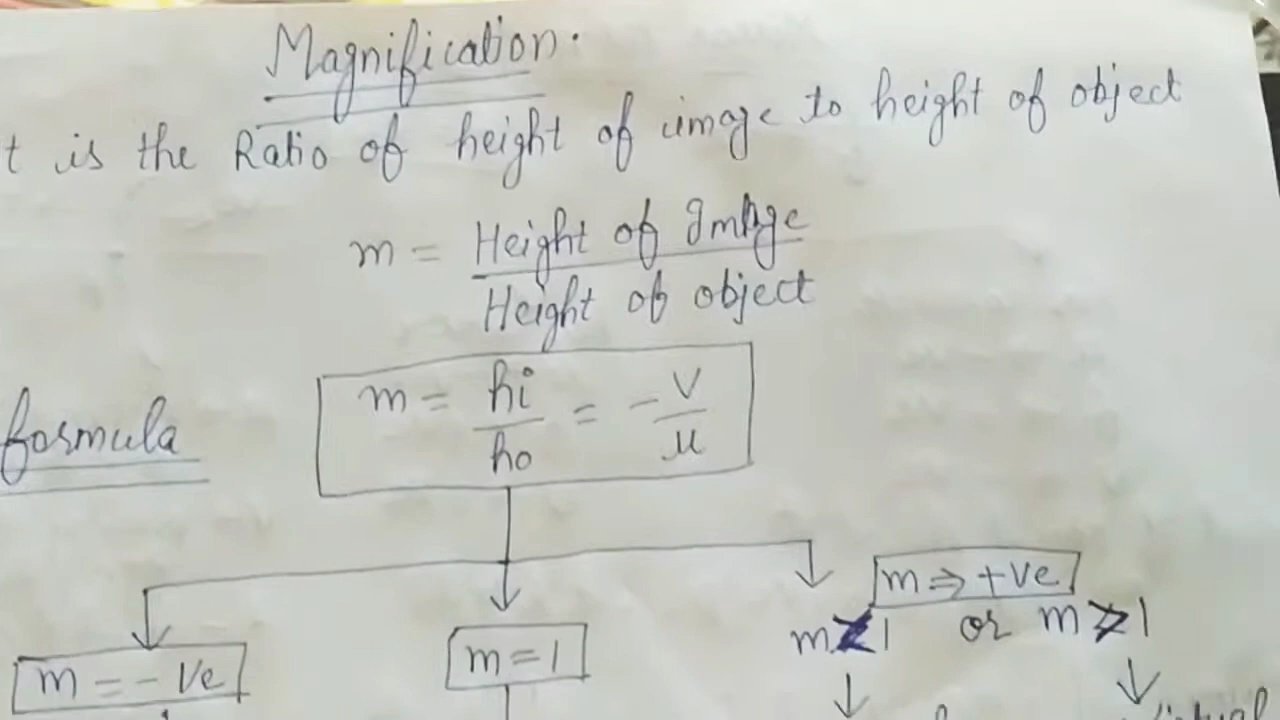 Magnification.
t is the Ratio of height of image to height of object
m = Height of Image
Height of object
formula
m = hi/ho = -v/u
m ⇒ +ve
or m > 1
m = - Ve
m = 1